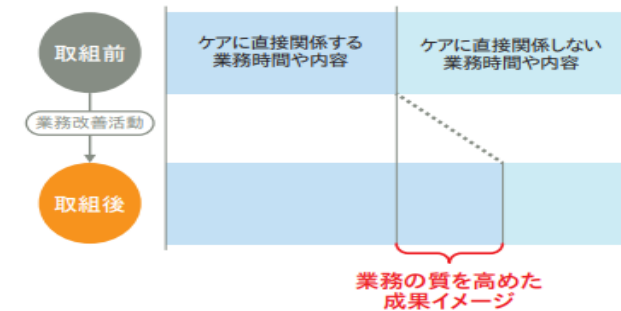 取組前
ケアに直接関係する
業務時間や内容
ケアに直接関係しない
業務時間や内容
業務改善活動
取組後
業務の質を高めた
成果イメージ